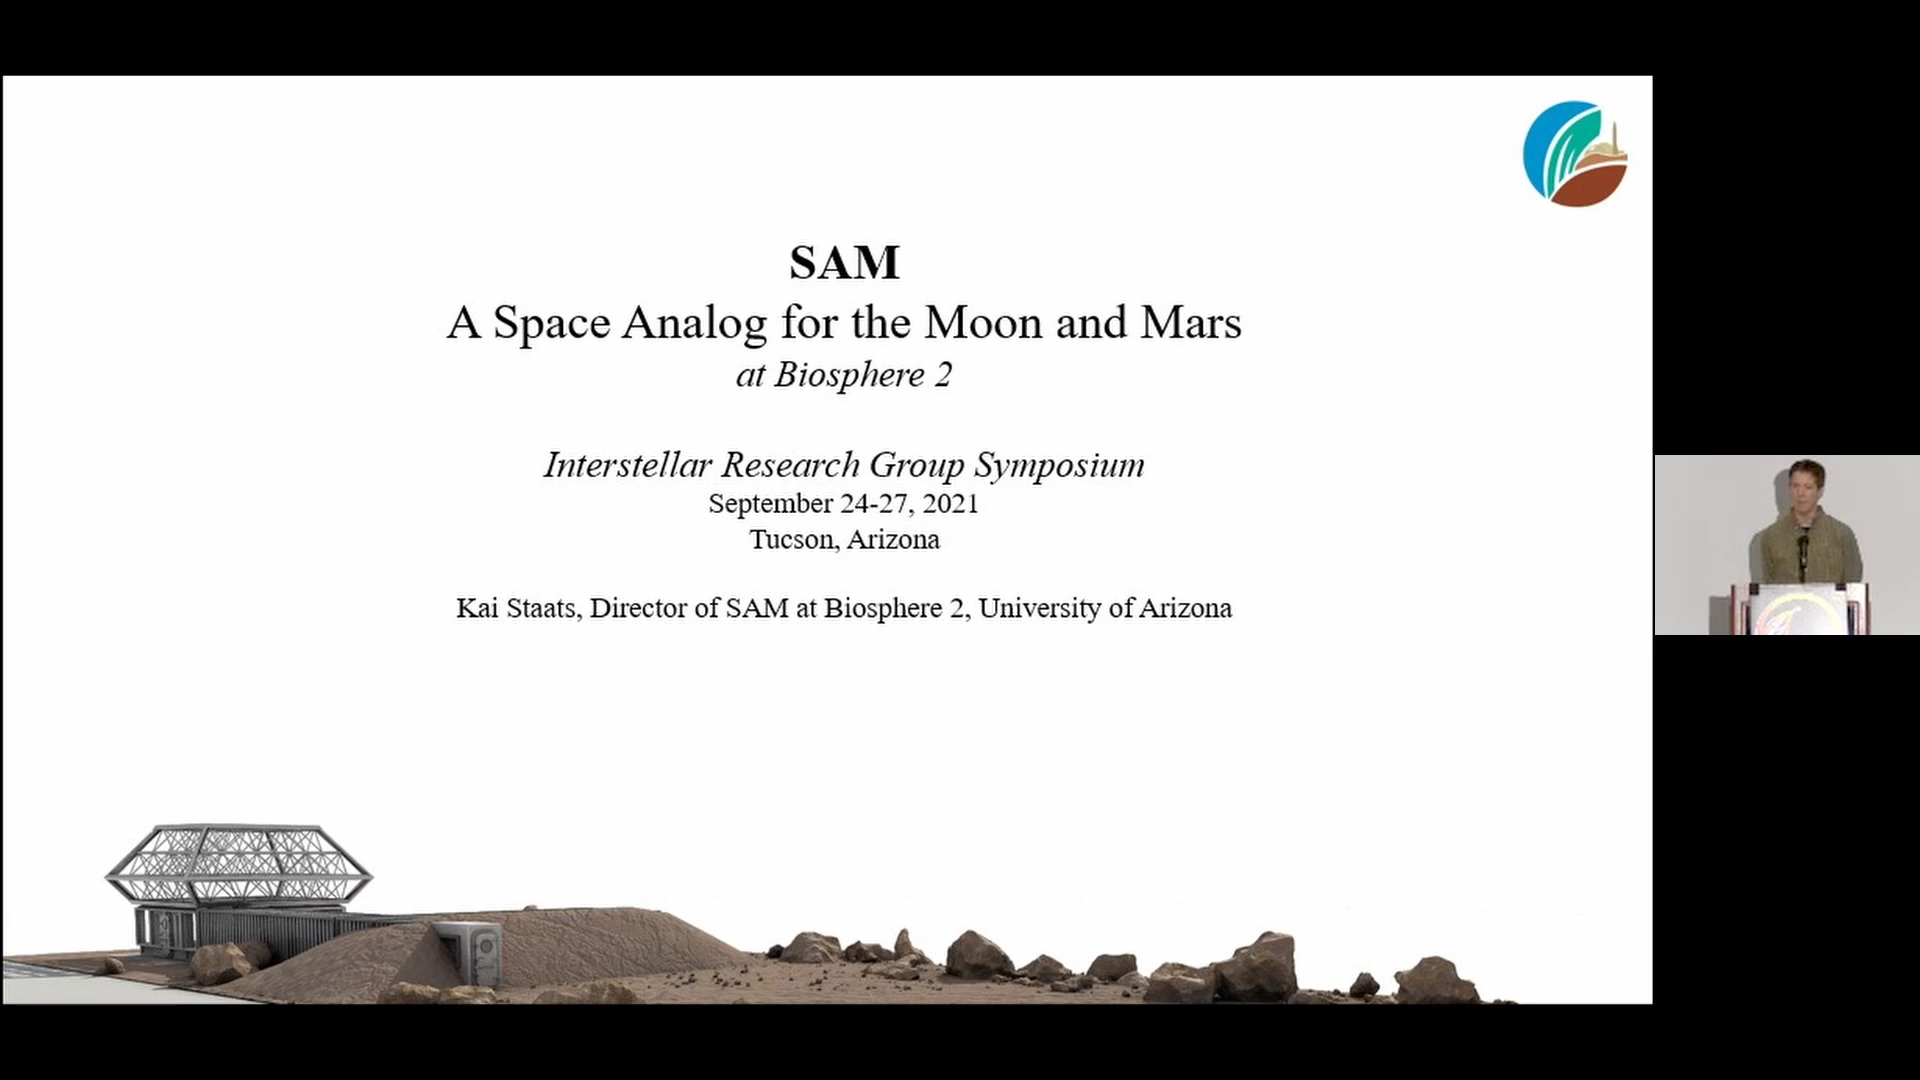 SAM
A Space Analog for the Moon and Mars
at Biosphere 2
Interstellar Research Group Symposium
September 24-27, 2021
Tucson, Arizona
Kai Staats, Director of SAM at Biosphere 2, University of Arizona